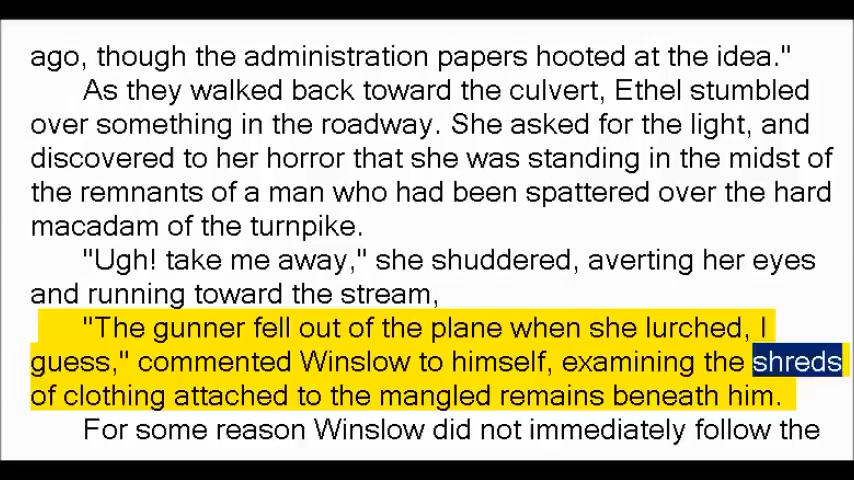 ago, though the administration papers hooted at the idea."
As they walked back toward the culvert, Ethel stumbled
over something in the roadway. She asked for the light, and
discovered to her horror that she was standing in the midst of
the remnants of a man who had been spattered over the hard
macadam of the turnpike.
"Ugh! take me away," she shuddered, averting her eyes
and running toward the stream,
"The gunner fell out of the plane when she lurched, I
guess," commented Winslow to himself, examining the shreds
of clothing attached to the mangled remains beneath him.
For some reason Winslow did not immediately follow the